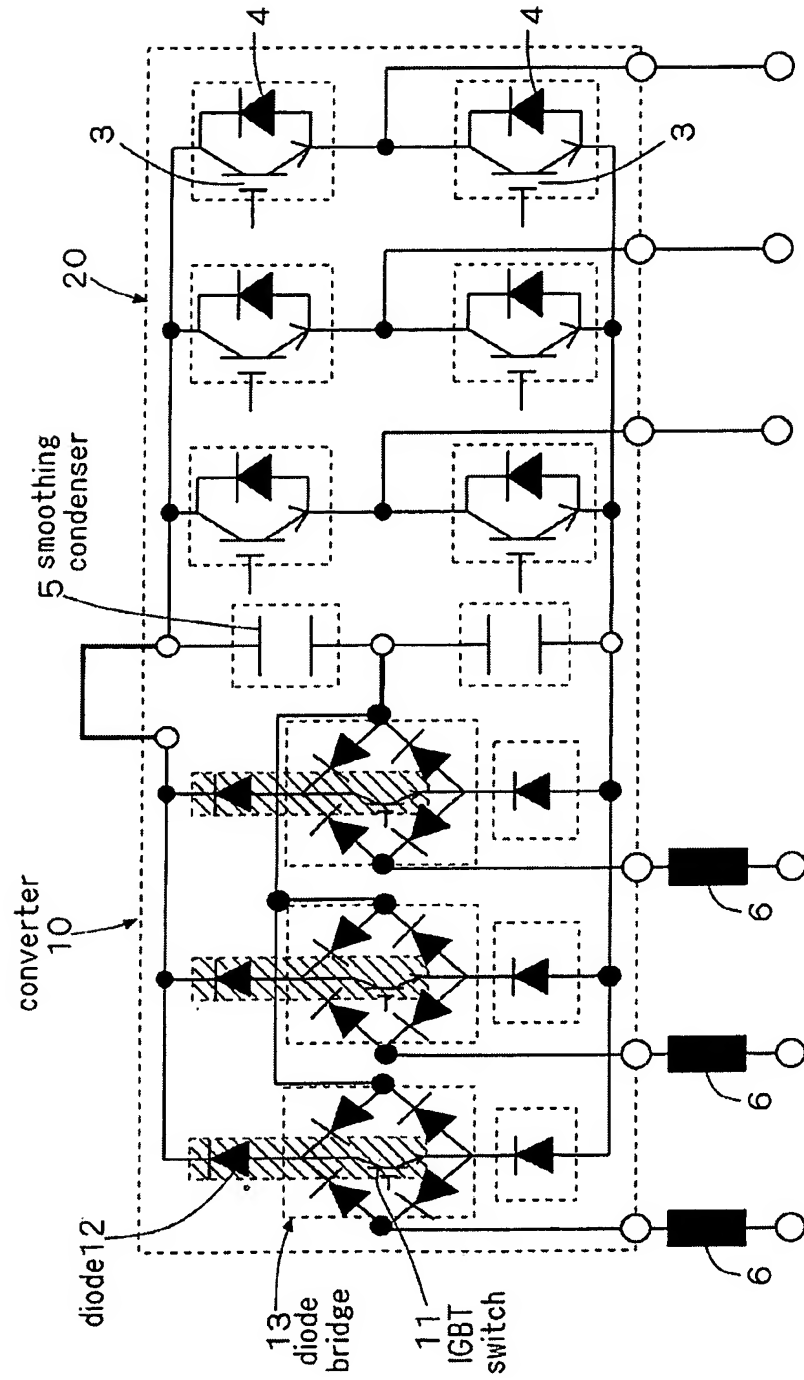 converter
10
20
5 smoothing
condenser
3
4
4
3
diode12
13
diode
bridge
11
IGBT
switch
6
6
6